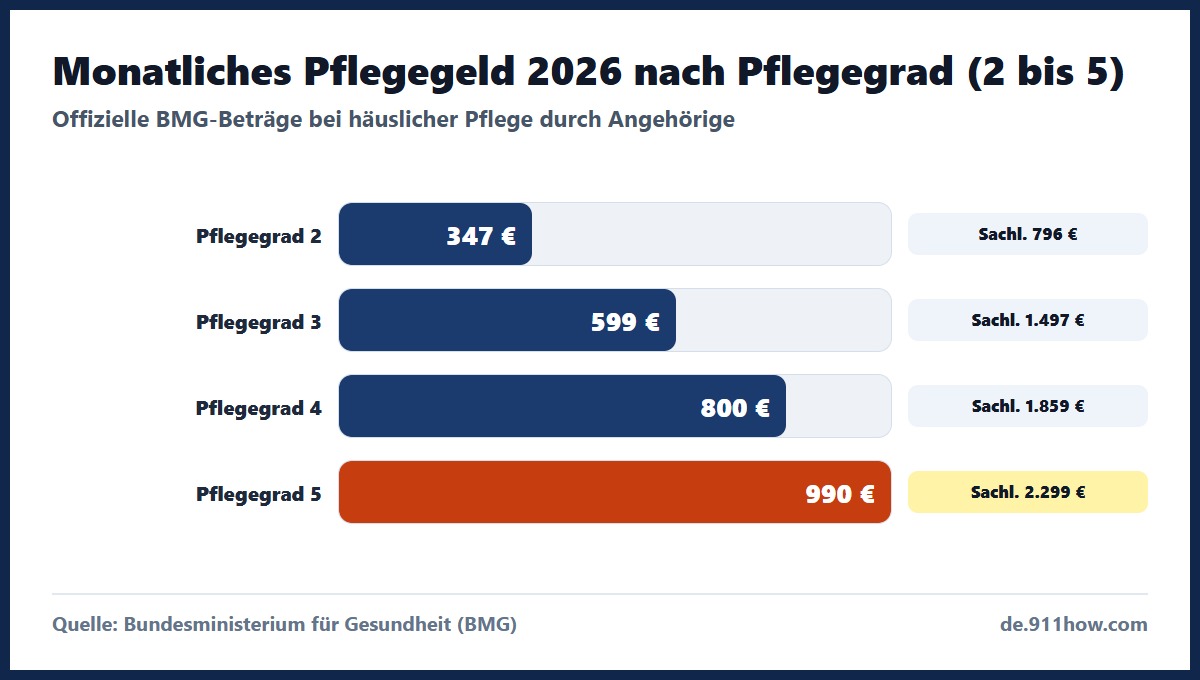 Monatliches Pflegegeld 2026 nach Pflegegrad (2 bis 5)
Offizielle BMG-Beträge bei häuslicher Pflege durch Angehörige
Pflegegrad 2 347 € Sachl. 796 €
Pflegegrad 3 599 € Sachl. 1.497 €
Pflegegrad 4 800 € Sachl. 1.859 €
Pflegegrad 5 990 € Sachl. 2.299 €
Quelle: Bundesministerium für Gesundheit (BMG) de.911how.com